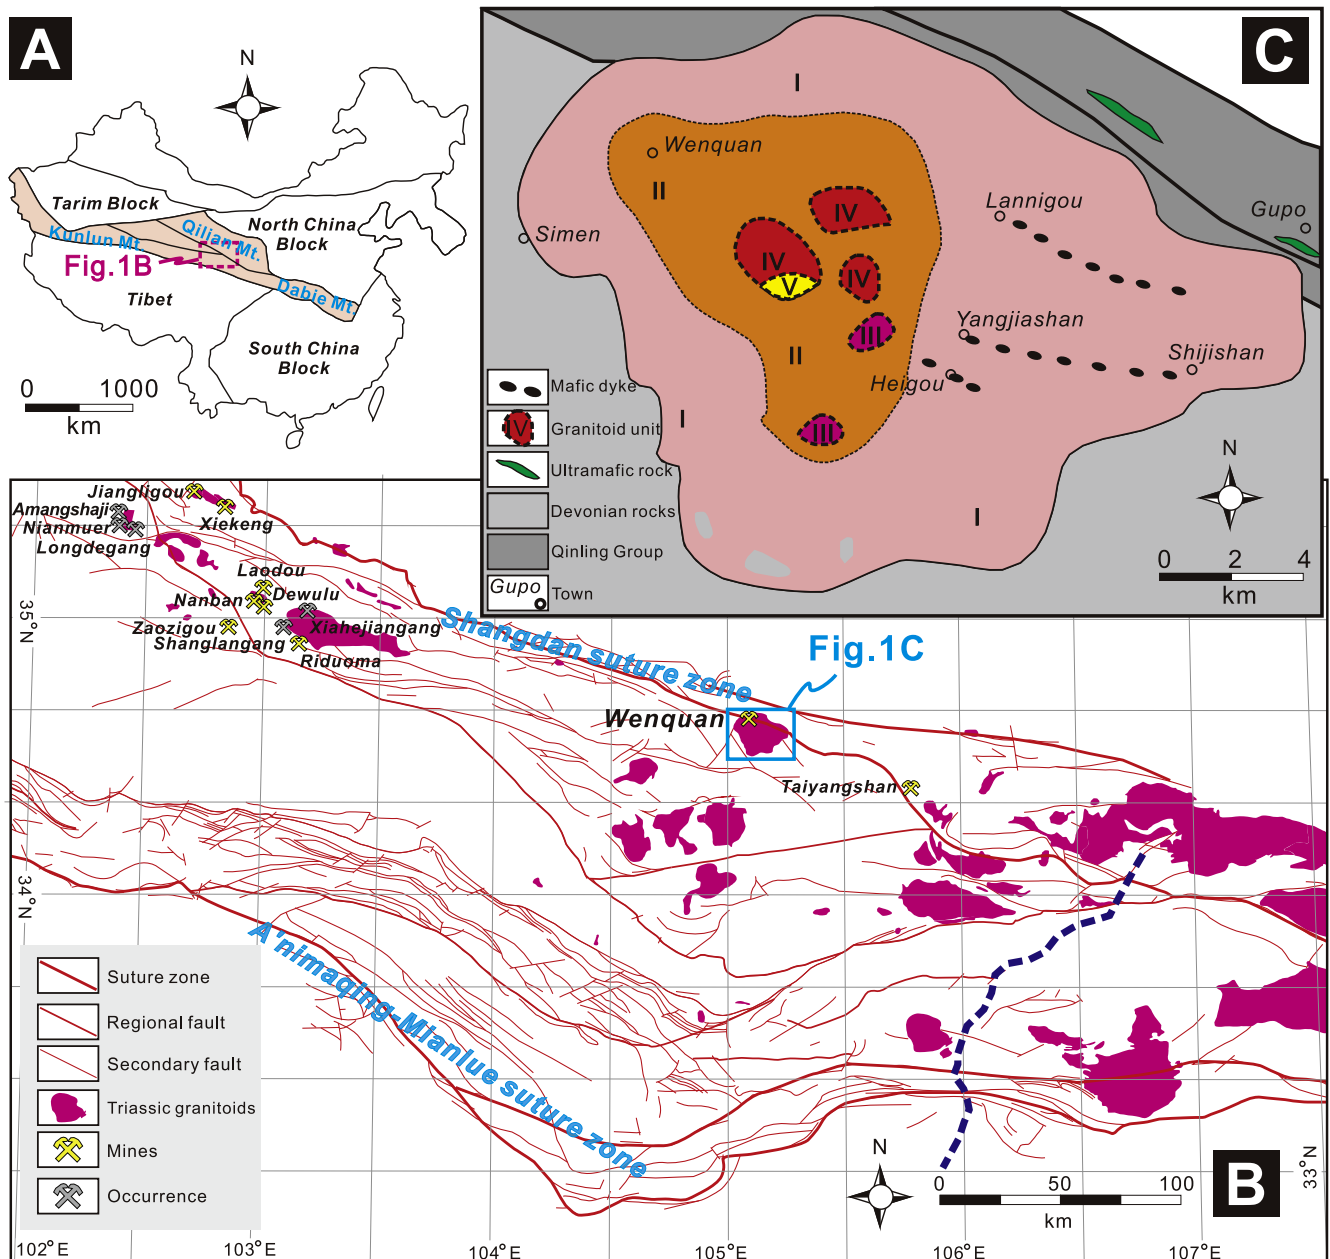 A
N
Tarim Block
North China
Block
Kunlun Mt.
Qilian Mt.
Fig.1B
Tibet
Dabie Mt.
South China
Block
0 1000
km
C
I
Wenquan
II
IV
Lannigou
Gupo
Simen
IV
IV
V
III
Yangjiashan
Shijishan
II
Heigou
I
III
I
N
0 2 4
km
Mafic dyke
IV
Granitoid unit
Ultramafic rock
Devonian rocks
Qinling Group
Gupo
Town
Jiangligou
Amangshaji
Nianmuer
Xiekeng
Longdegang
Laodou
Nanban
Dewulu
Zaozigou
Xiahejiangang
Shanglangang
Riduoma
Shangdan suture zone
Fig.1C
Wenquan
Taiyangshan
A'nimaqing-Mianlue suture zone
35°N
34°N
33°N
Suture zone
Regional fault
Secondary fault
Triassic granitoids
Mines
Occurrence
N
0 50 100
km
B
102°E 103°E 104°E 105°E 106°E 107°E